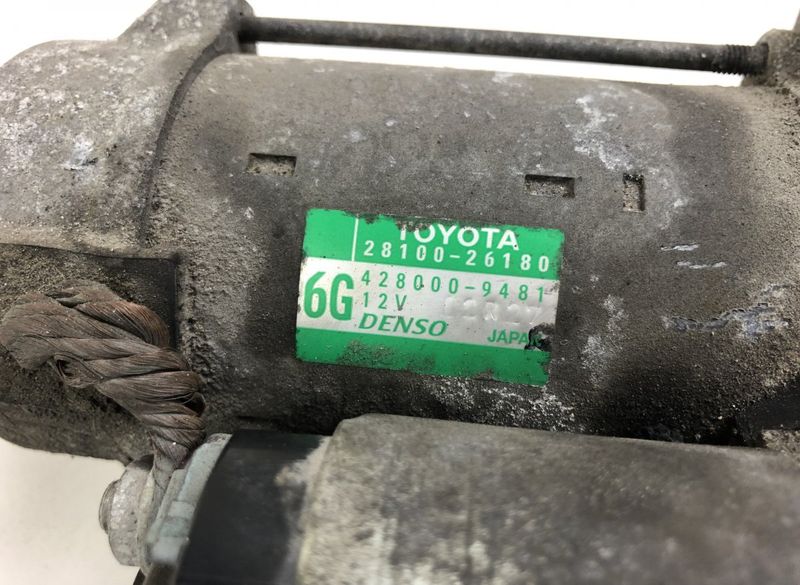 TOYOTA
28100-26180
6G 428000-9481
12V
DENSO JAPAN